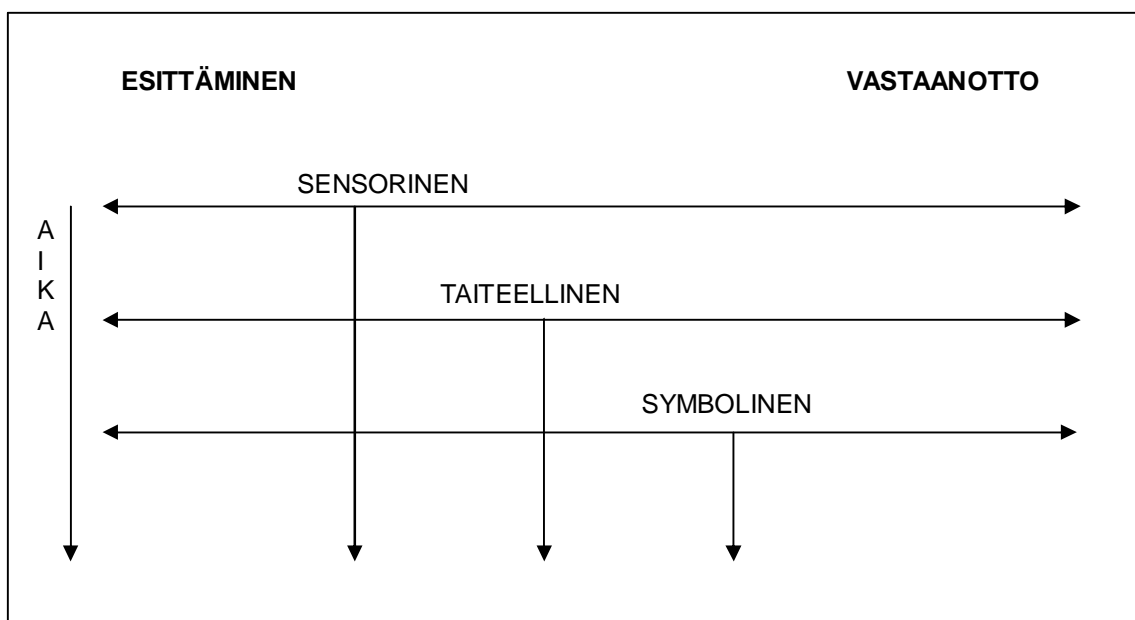 ESITTÄMINEN VASTAANOTTO
SENSORINEN
A
I
K
A
TAITEELLINEN
SYMBOLINEN